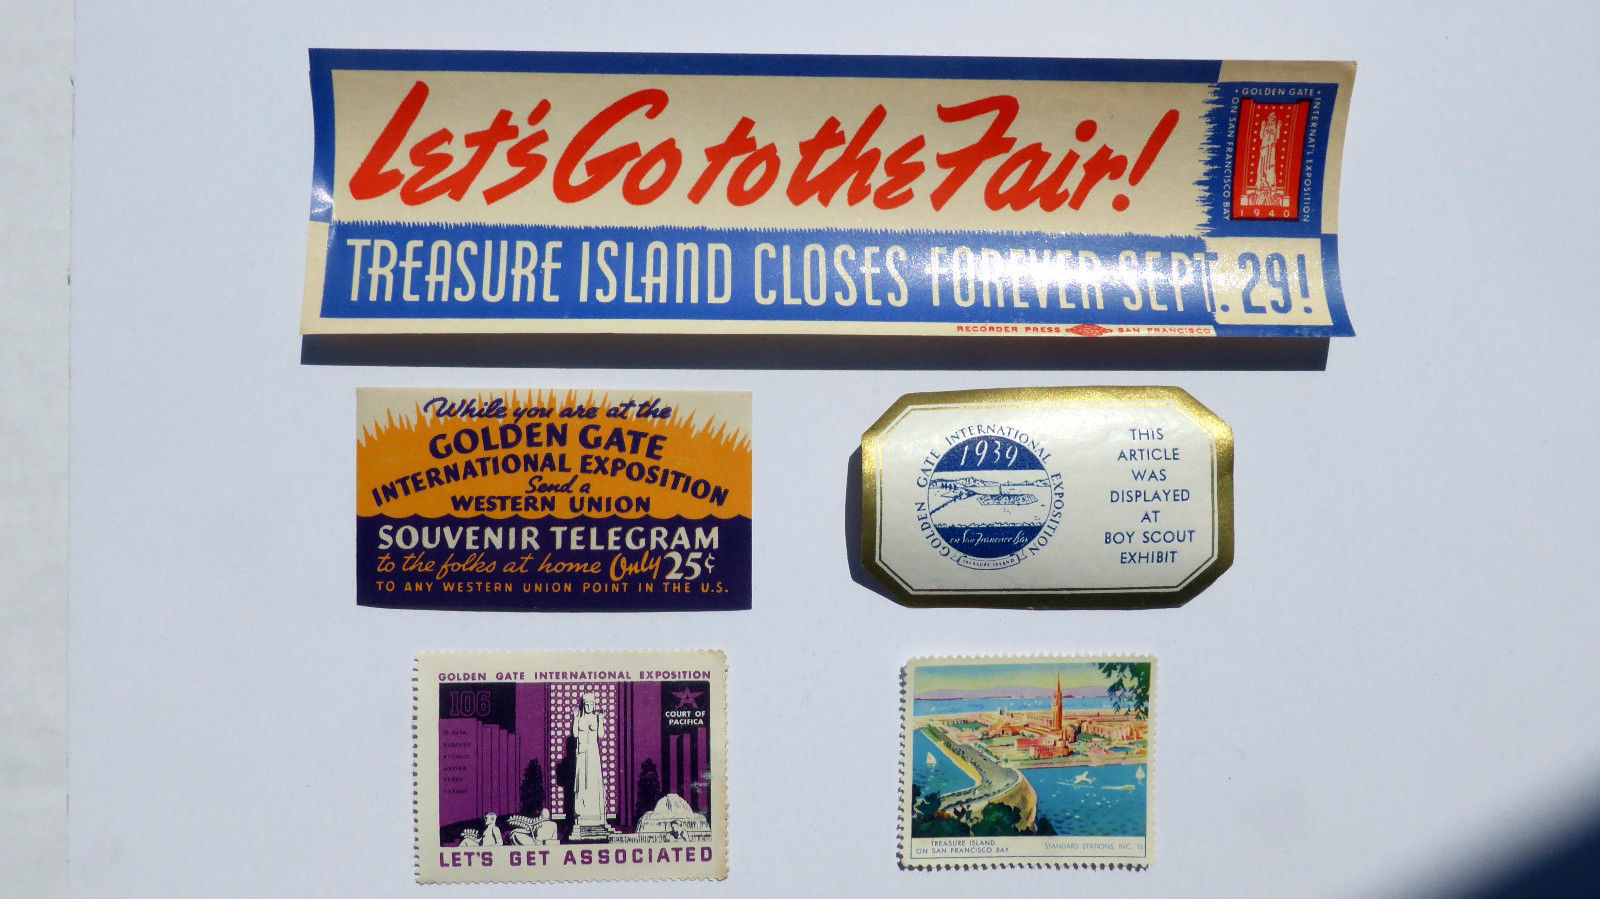 Let's Go to the Fair!
TREASURE ISLAND CLOSES FOREVER SEPT. 29!
• GOLDEN GATE •
INTERNAT'L EXPOSITION
ON SAN FRANCISCO BAY
1940
RECORDER PRESS
SAN FRANCISCO
While you are at the
GOLDEN GATE
INTERNATIONAL EXPOSITION
Send a
WESTERN UNION
SOUVENIR TELEGRAM
to the folks at home Only 25¢
TO ANY WESTERN UNION POINT IN THE U.S.
GOLDEN GATE INTERNATIONAL EXPOSITION
1939
on San Francisco Bay
TREASURE ISLAND
THIS
ARTICLE
WAS
DISPLAYED
AT
BOY SCOUT
EXHIBIT
GOLDEN GATE INTERNATIONAL EXPOSITION
106
A
COURT OF
PACIFICA
LET'S GET ASSOCIATED
TREASURE ISLAND
ON SAN FRANCISCO BAY
STANDARD STATIONS, INC. 16